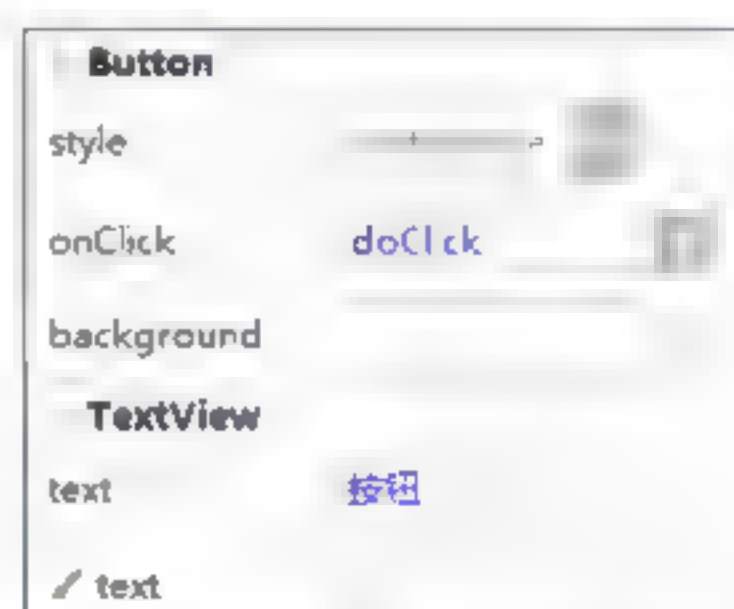 Button
style
onClick doClick
background
TextView
text 按钮
text